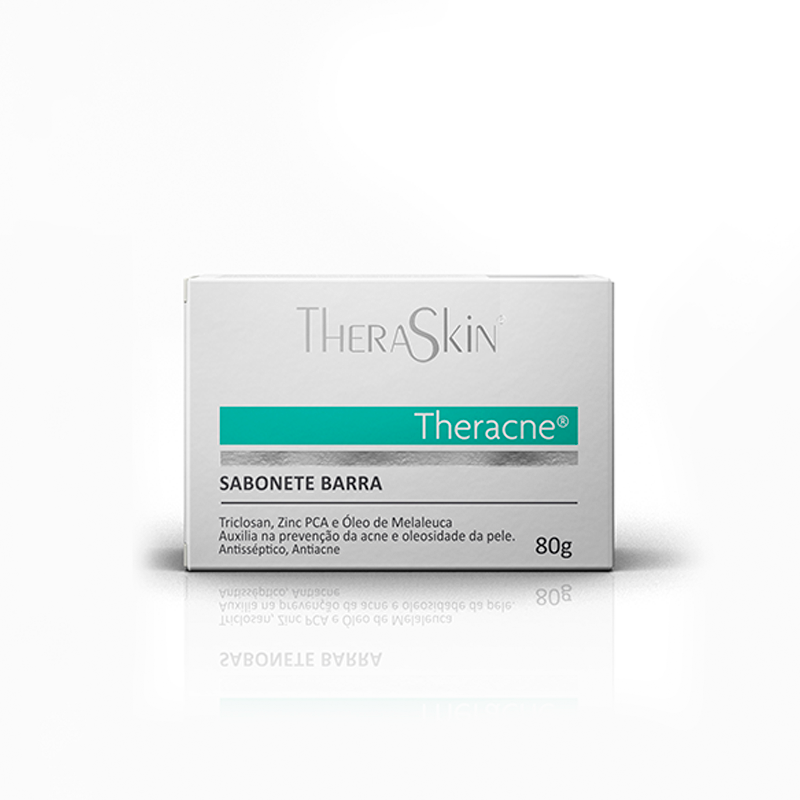 THERASKIN®
Theracne®
SABONETE BARRA
Triclosan, Zinc PCA e Óleo de Melaleuca
Auxilia na prevenção da acne e oleosidade da pele.
Antisséptico, Antiacne
80g